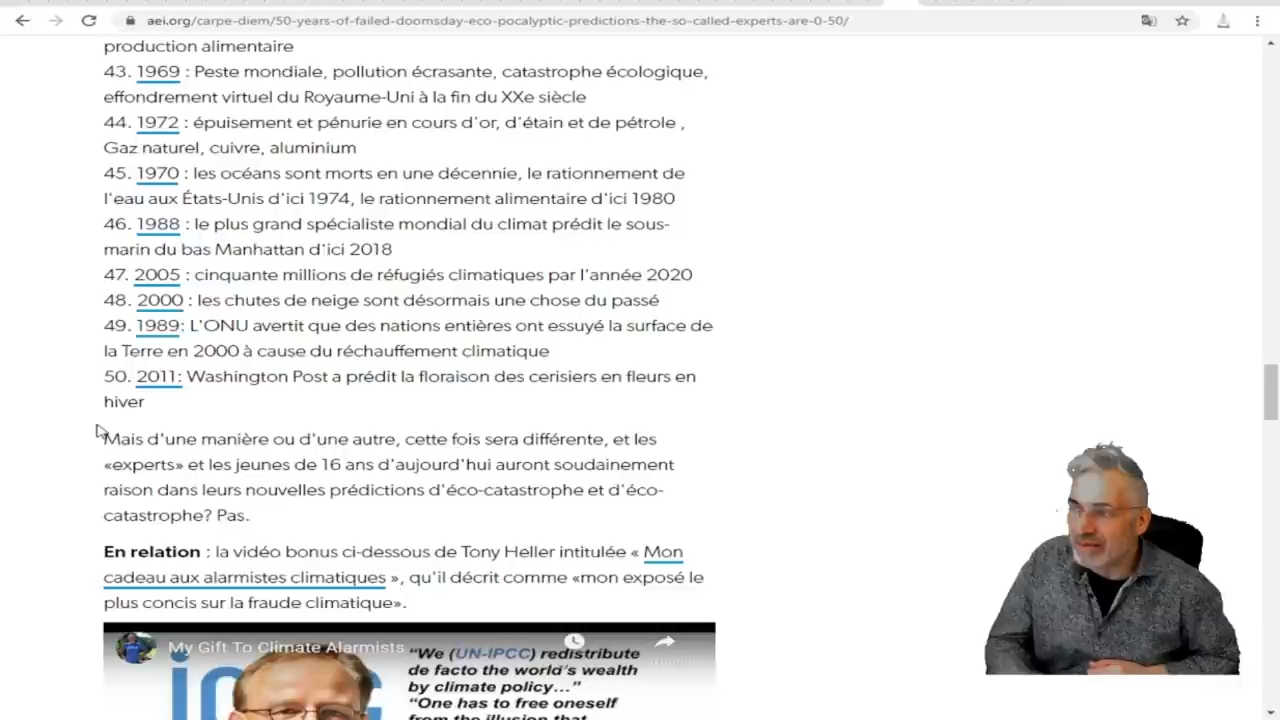 aei.org/carpe-diem/50-years-of-failed-doomsday-eco-pocalyptic-predictions-the-so-called-experts-are-0-50/
production alimentaire
43. 1969 : Peste mondiale, pollution écrasante, catastrophe écologique,
effondrement virtuel du Royaume-Uni à la fin du XXe siècle
44. 1972 : épuisement et pénurie en cours d'or, d'étain et de pétrole ,
Gaz naturel, cuivre, aluminium
45. 1970 : les océans sont morts en une décennie, le rationnement de
l'eau aux États-Unis d'ici 1974, le rationnement alimentaire d'ici 1980
46. 1988 : le plus grand spécialiste mondial du climat prédit le sous-
marin du bas Manhattan d'ici 2018
47. 2005 : cinquante millions de réfugiés climatiques par l'année 2020
48. 2000 : les chutes de neige sont désormais une chose du passé
49. 1989: L'ONU avertit que des nations entières ont essuyé la surface de
la Terre en 2000 à cause du réchauffement climatique
50. 2011: Washington Post a prédit la floraison des cerisiers en fleurs en
hiver
Mais d'une manière ou d'une autre, cette fois sera différente, et les
«experts» et les jeunes de 16 ans d'aujourd'hui auront soudainement
raison dans leurs nouvelles prédictions d'éco-catastrophe et d'éco-
catastrophe? Pas.
En relation : la vidéo bonus ci-dessous de Tony Heller intitulée « Mon
cadeau aux alarmistes climatiques », qu'il décrit comme «mon exposé le
plus concis sur la fraude climatique».
My Gift To Climate Alarmists
“We (UN-IPCC) redistribute
de facto the world's wealth
by climate policy...”
“One has to free oneself
from the illusion that